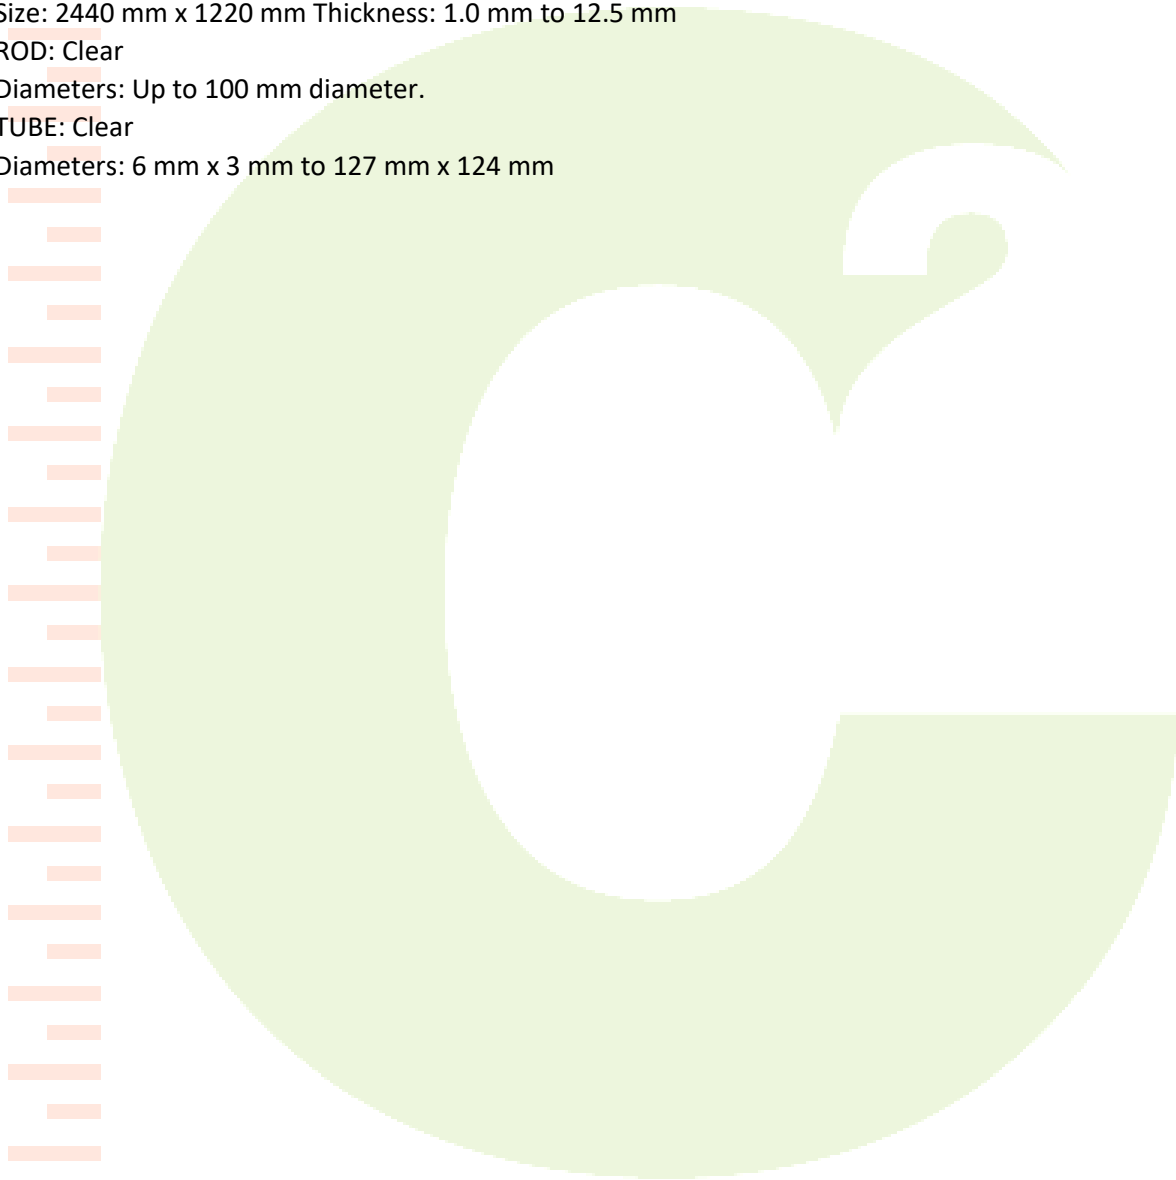 Size: 2440 mm x 1220 mm Thickness: 1.0 mm to 12.5 mm
ROD: Clear
Diameters: Up to 100 mm diameter.
TUBE: Clear
Diameters: 6 mm x 3 mm to 127 mm x 124 mm